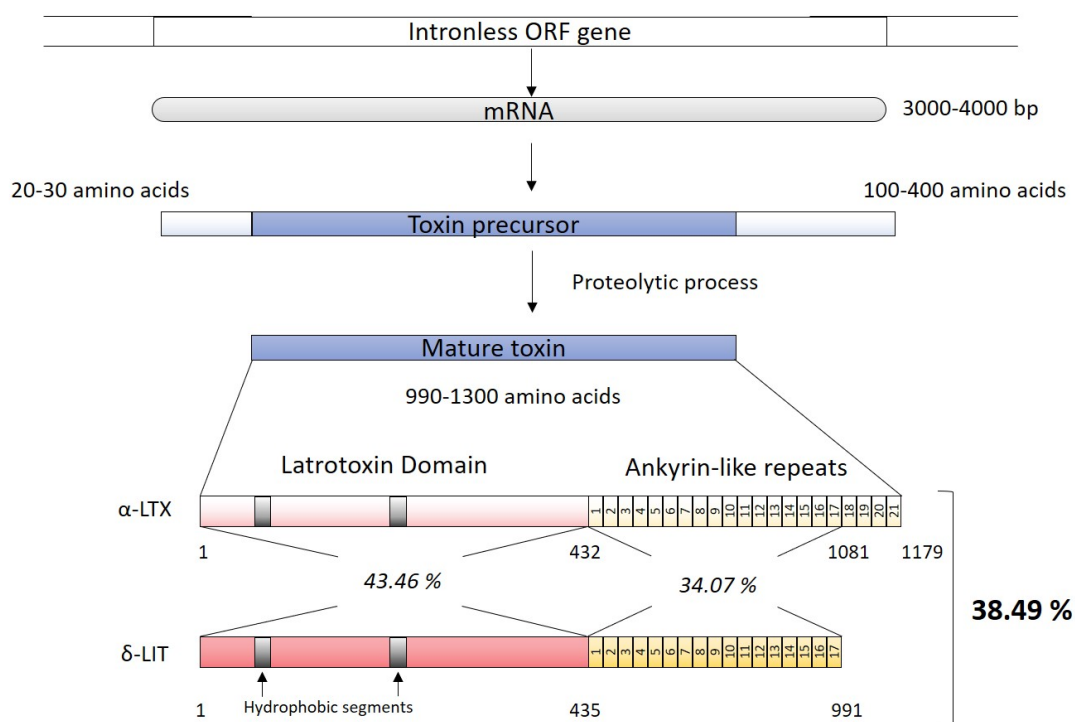 Intronless ORF gene
mRNA
3000-4000 bp
20-30 amino acids
100-400 amino acids
Toxin precursor
Proteolytic process
Mature toxin
990-1300 amino acids
Latrotoxin Domain
Ankyrin-like repeats
α-LTX
1 2 3 4 5 6 7 8 9 10 11 12 13 14 15 16 17 18 19 20 21
1 432 1081 1179
43.46 %
34.07 %
38.49 %
δ-LIT
1 2 3 4 5 6 7 8 9 10 11 12 13 14 15 16 17
Hydrophobic segments
1 435 991